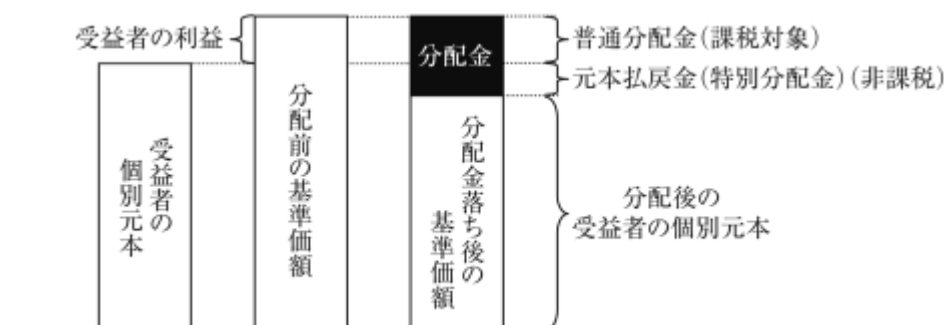 受益者の利益
受益者の
個別元本
分配前の基準価額
分配金
分配金落ち後の
基準価額
普通分配金(課税対象)
元本払戻金(特別分配金)(非課税)
分配後の
受益者の個別元本